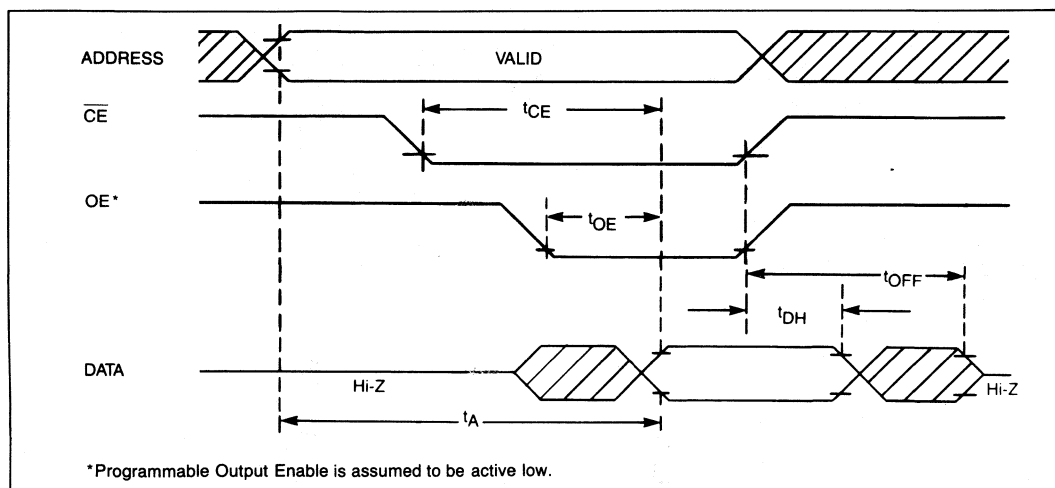 ADDRESS
VALID
CE
tCE
OE*
tOE
tOFF
tDH
DATA
Hi-Z
Hi-Z
tA
*Programmable Output Enable is assumed to be active low.